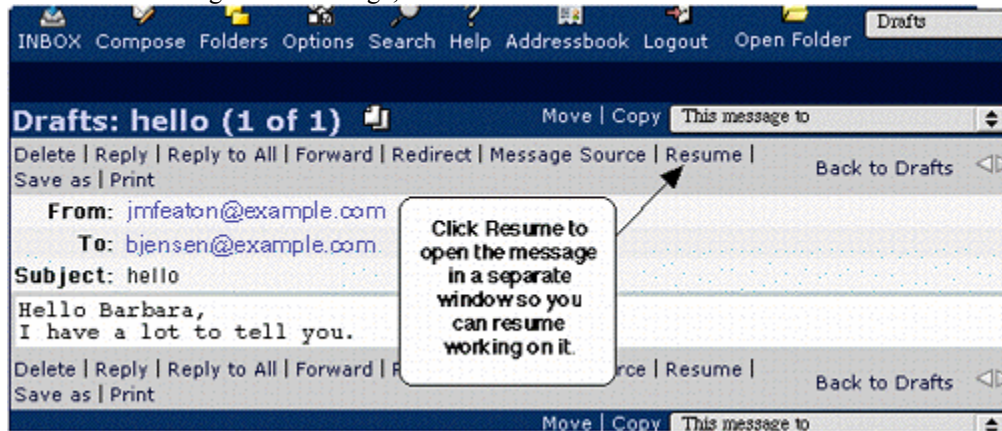 INBOX Compose Folders Options Search Help Addressbook Logout Open Folder Drafts
Drafts: hello (1 of 1) Move | Copy This message to
Delete | Reply | Reply to All | Forward | Redirect | Message Source | Resume | Back to Drafts
Save as | Print
From: jmfeaton@example.com
To: bjensen@example.com
Subject: hello
Hello Barbara,
I have a lot to tell you.
Click Resume to
open the message
in a separate
window so you
can resume
working on it.
Delete | Reply | Reply to All | Forward | Resume | Back to Drafts
Save as | Print
Move | Copy This message to